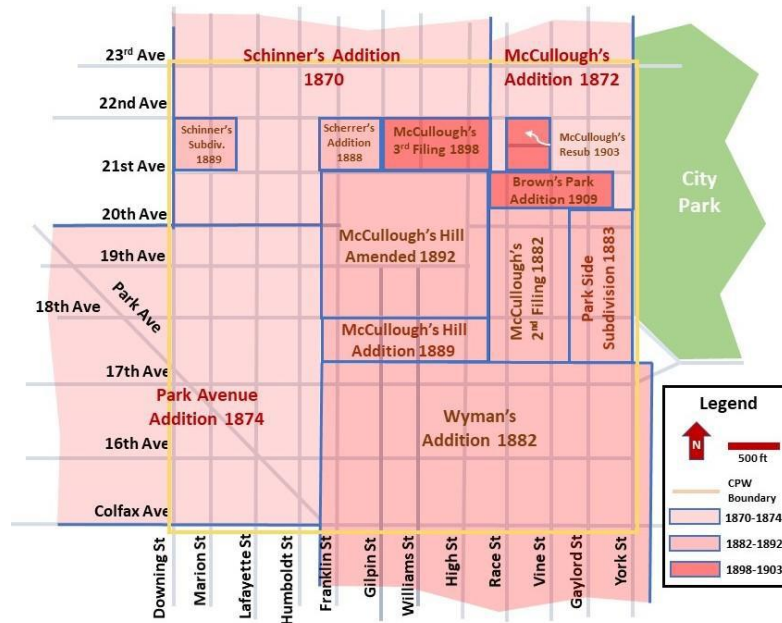 23rd Ave
Schinner's Addition
1870
McCullough's
Addition 1872
22nd Ave
Schinner's
Subdiv.
1889
Scherrer's
Addition
1888
McCullough's
3rd Filing 1898
McCullough's
Resub 1903
21st Ave
Brown's Park
Addition 1909
City
Park
20th Ave
19th Ave
McCullough's Hill
Amended 1892
McCullough's
2nd Filing 1882
Park Side
Subdivision 1883
18th Ave
Park Ave
McCullough's Hill
Addition 1889
17th Ave
Park Avenue
Addition 1874
Wyman's
Addition 1882
16th Ave
Colfax Ave
Downing St
Marion St
Lafayette St
Humboldt St
Franklin St
Gilpin St
Williams St
High St
Race St
Vine St
Gaylord St
York St
Legend
N
500 ft
CPW
Boundary
1870-1874
1882-1892
1898-1903